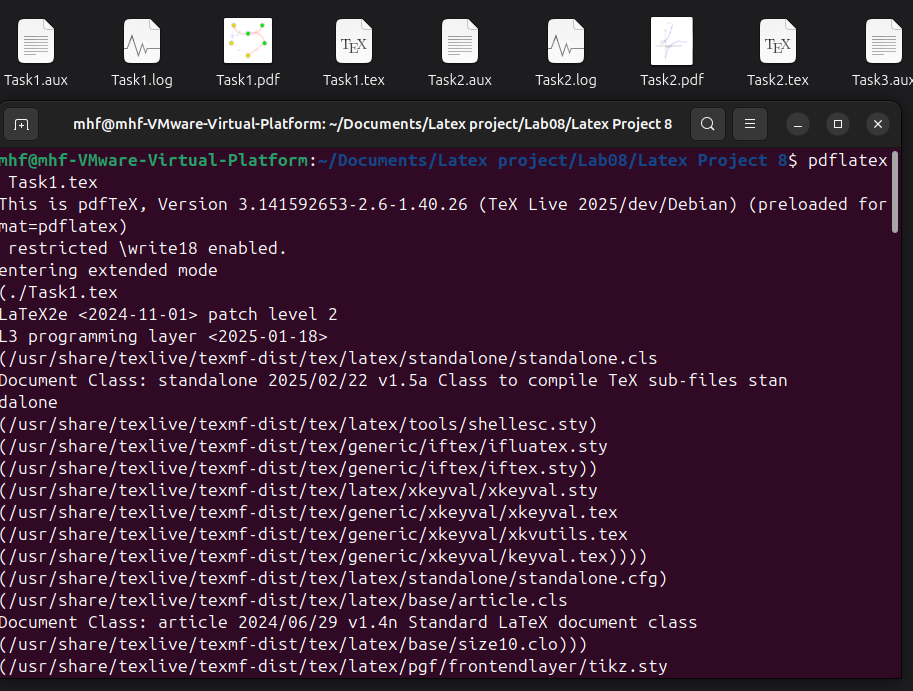 TEX
TEX
Task1.aux Task1.log Task1.pdf Task1.tex Task2.aux Task2.log Task2.pdf Task2.tex Task3.aux
mhf@mhf-VMware-Virtual-Platform: ~/Documents/Latex project/Lab08/Latex Project 8
mhf@mhf-VMware-Virtual-Platform:~/Documents/Latex project/Lab08/Latex Project 8$ pdflatex
 Task1.tex
This is pdfTeX, Version 3.141592653-2.6-1.40.26 (TeX Live 2025/dev/Debian) (preloaded for
mat=pdflatex)
 restricted \write18 enabled.
entering extended mode
(./Task1.tex
LaTeX2e <2024-11-01> patch level 2
L3 programming layer <2025-01-18>
(/usr/share/texlive/texmf-dist/tex/latex/standalone/standalone.cls
Document Class: standalone 2025/02/22 v1.5a Class to compile TeX sub-files stan
dalone
(/usr/share/texlive/texmf-dist/tex/latex/tools/shellesc.sty)
(/usr/share/texlive/texmf-dist/tex/generic/iftex/ifluatex.sty
(/usr/share/texlive/texmf-dist/tex/generic/iftex/iftex.sty))
(/usr/share/texlive/texmf-dist/tex/latex/xkeyval/xkeyval.sty
(/usr/share/texlive/texmf-dist/tex/generic/xkeyval/xkeyval.tex
(/usr/share/texlive/texmf-dist/tex/generic/xkeyval/xkvutils.tex
(/usr/share/texlive/texmf-dist/tex/generic/xkeyval/keyval.tex))))
(/usr/share/texlive/texmf-dist/tex/latex/standalone/standalone.cfg)
(/usr/share/texlive/texmf-dist/tex/latex/base/article.cls
Document Class: article 2024/06/29 v1.4n Standard LaTeX document class
(/usr/share/texlive/texmf-dist/tex/latex/base/size10.clo)))
(/usr/share/texlive/texmf-dist/tex/latex/pgf/frontendlayer/tikz.sty